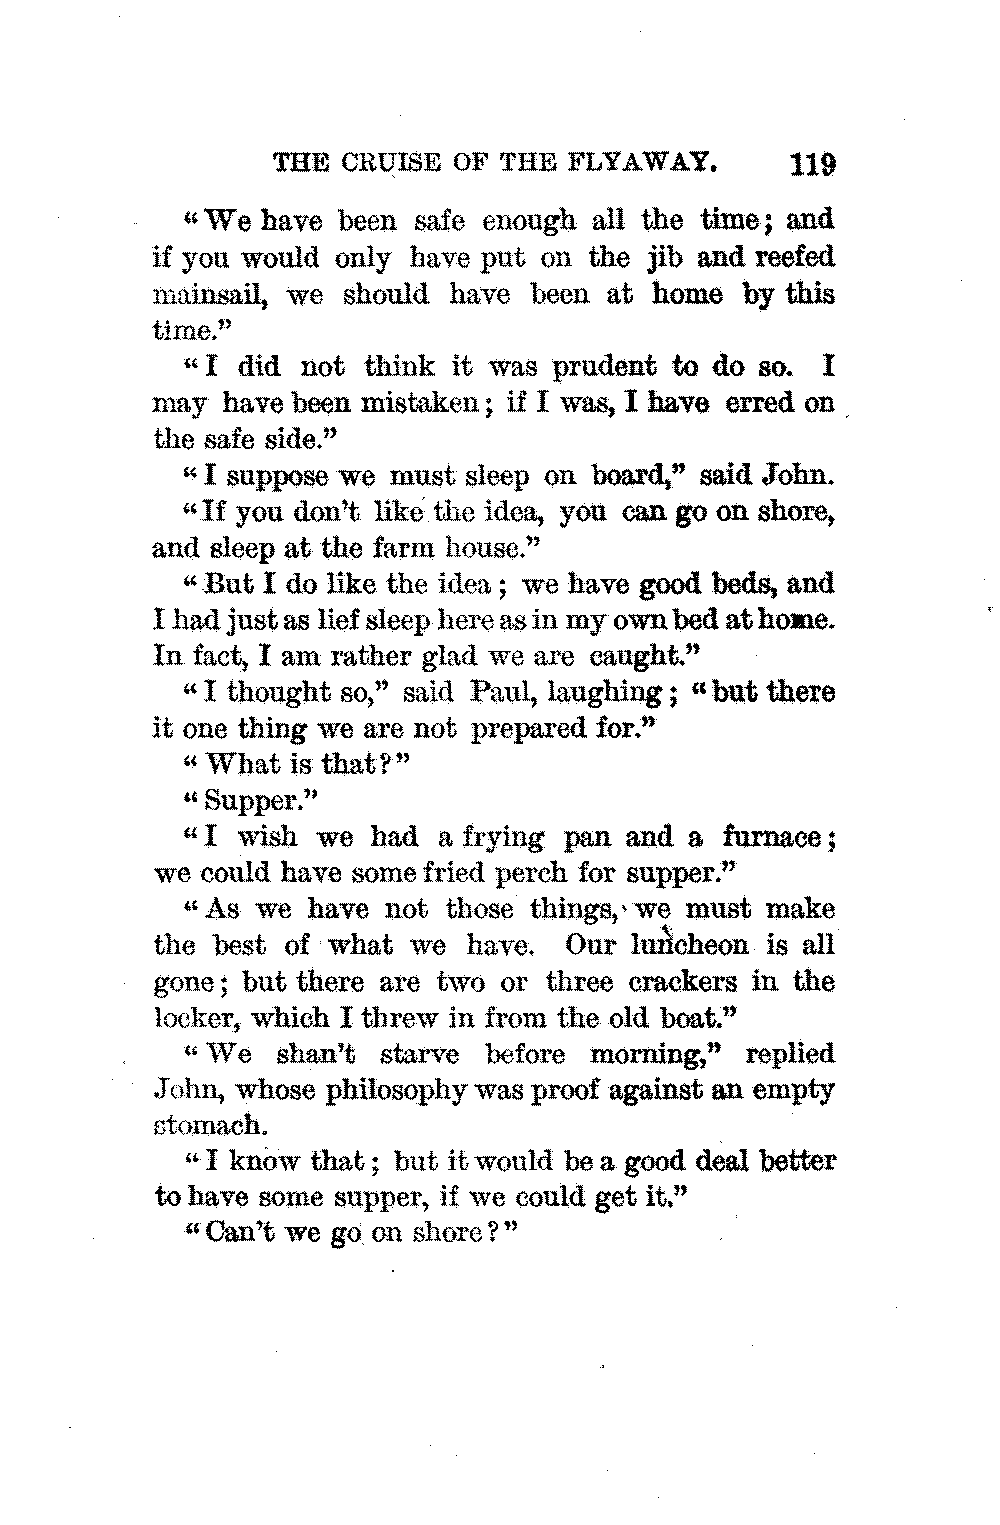 THE CRUISE OF THE FLYAWAY. 119
"We have been safe enough all the time; and
if you would only have put on the jib and reefed
mainsail, we should have been at home by this
time."
"I did not think it was prudent to do so. I
may have been mistaken; if I was, I have erred on
the safe side."
"I suppose we must sleep on board," said John.
"If you don't like the idea, you can go on shore,
and sleep at the farm house."
"But I do like the idea; we have good beds, and
I had just as lief sleep here as in my own bed at home.
In fact, I am rather glad we are caught."
"I thought so," said Paul, laughing; "but there
it one thing we are not prepared for."
"What is that?"
"Supper."
"I wish we had a frying pan and a furnace;
we could have some fried perch for supper."
"As we have not those things, we must make
the best of what we have. Our luncheon is all
gone; but there are two or three crackers in the
locker, which I threw in from the old boat."
"We shan't starve before morning," replied
John, whose philosophy was proof against an empty
stomach.
"I know that; but it would be a good deal better
to have some supper, if we could get it."
"Can't we go on shore?"